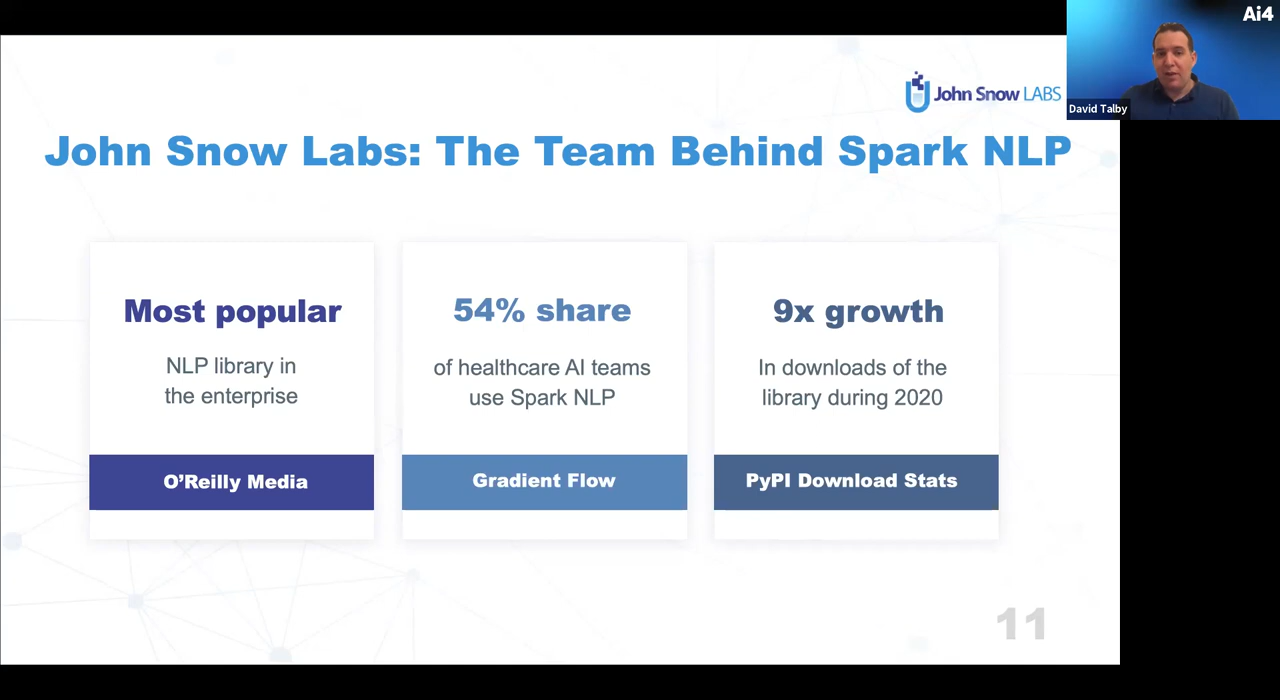 Ai4
David Talby
John Snow LABS
John Snow Labs: The Team Behind Spark NLP
Most popular
NLP library in
the enterprise
O’Reilly Media
54% share
of healthcare AI teams
use Spark NLP
Gradient Flow
9x growth
In downloads of the
library during 2020
PyPI Download Stats
11